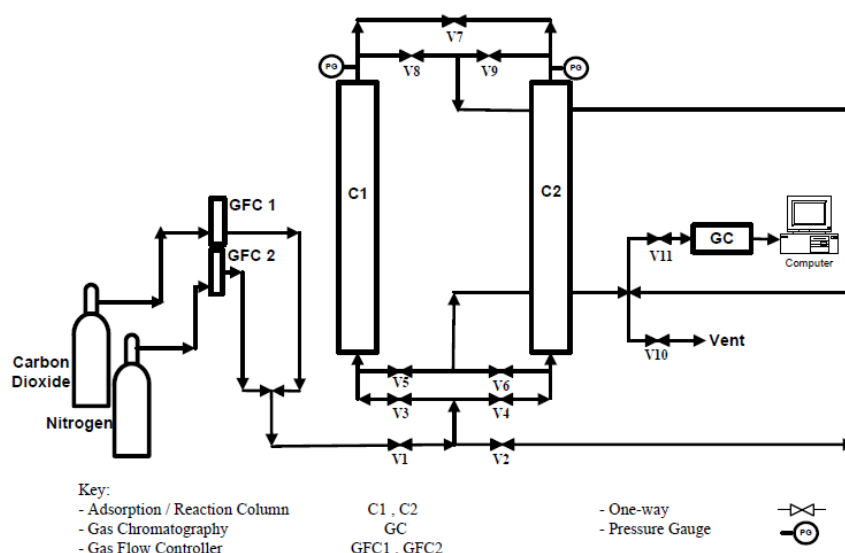 V7
PG
V8
V9
PG
C1
C2
GFC 1
GFC 2
V11
GC
Computer
Carbon
Dioxide
Nitrogen
V10
Vent
V5
V6
V3
V4
V1
V2
Key:
- Adsorption / Reaction Column C1 , C2 - One-way
- Gas Chromatography GC - Pressure Gauge PG
- Gas Flow Controller GFC1 , GFC2